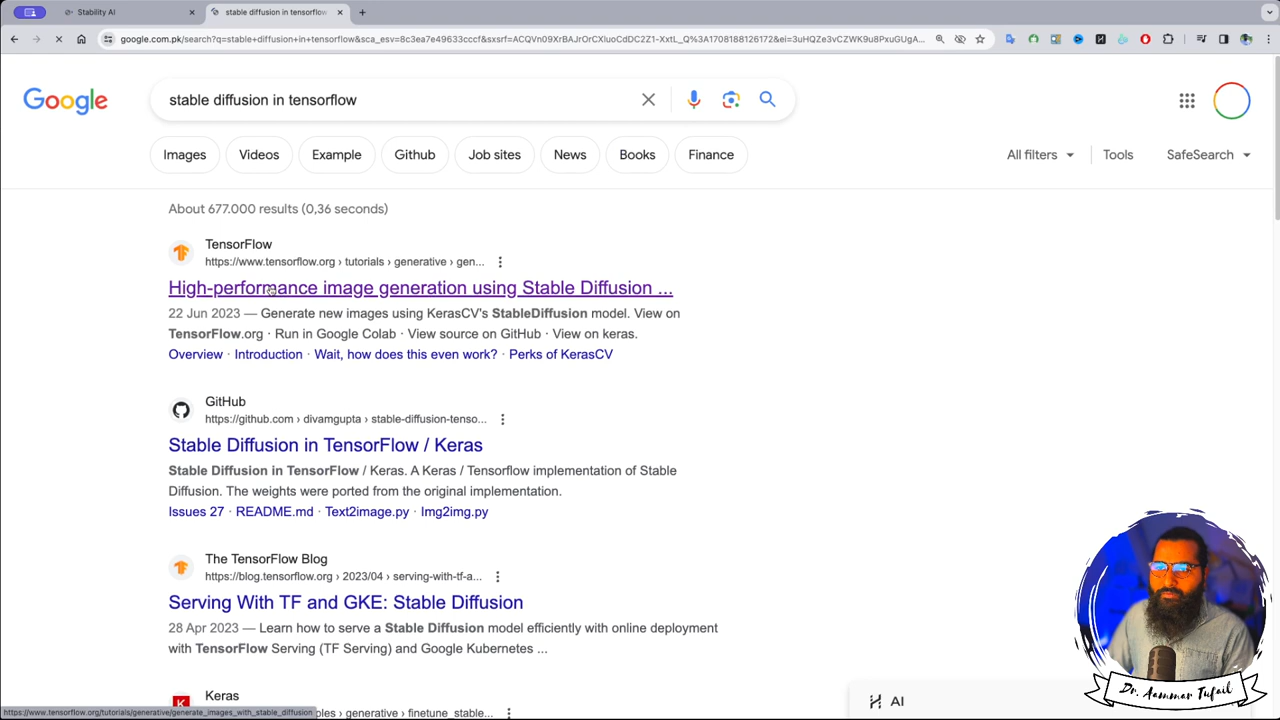 Stability AI
stable diffusion in tensorflow
google.com.pk/search?q=stable+diffusion+in+tensorflow&sca_esv=8c3ea7e49633cccf&sxsrf=ACQVn09XrBAJrOrCXluoCdDC2Z1-XxtL_Q%3A1708188126172&ei=3uHQZe3vCZWK9u8PxuGUgA...
Google
stable diffusion in tensorflow
Images
Videos
Example
Github
Job sites
News
Books
Finance
All filters
Tools
SafeSearch
About 677.000 results (0,36 seconds)
TensorFlow
https://www.tensorflow.org › tutorials › generative › gen...
High-performance image generation using Stable Diffusion ...
22 Jun 2023 — Generate new images using KerasCV's StableDiffusion model. View on
TensorFlow.org · Run in Google Colab · View source on GitHub · View on keras.
Overview · Introduction · Wait, how does this even work? · Perks of KerasCV
GitHub
https://github.com › divamgupta › stable-diffusion-tenso...
Stable Diffusion in TensorFlow / Keras
Stable Diffusion in TensorFlow / Keras. A Keras / Tensorflow implementation of Stable
Diffusion. The weights were ported from the original implementation.
Issues 27 · README.md · Text2image.py · Img2img.py
The TensorFlow Blog
https://blog.tensorflow.org › 2023/04 › serving-with-tf-a...
Serving With TF and GKE: Stable Diffusion
28 Apr 2023 — Learn how to serve a Stable Diffusion model efficiently with online deployment
with TensorFlow Serving (TF Serving) and Google Kubernetes ...
Keras
ples › generative › finetune_stable...
https://www.tensorflow.org/tutorials/generative/generate_images_with_stable_diffusion
AI
Dr. Aammar Tufail